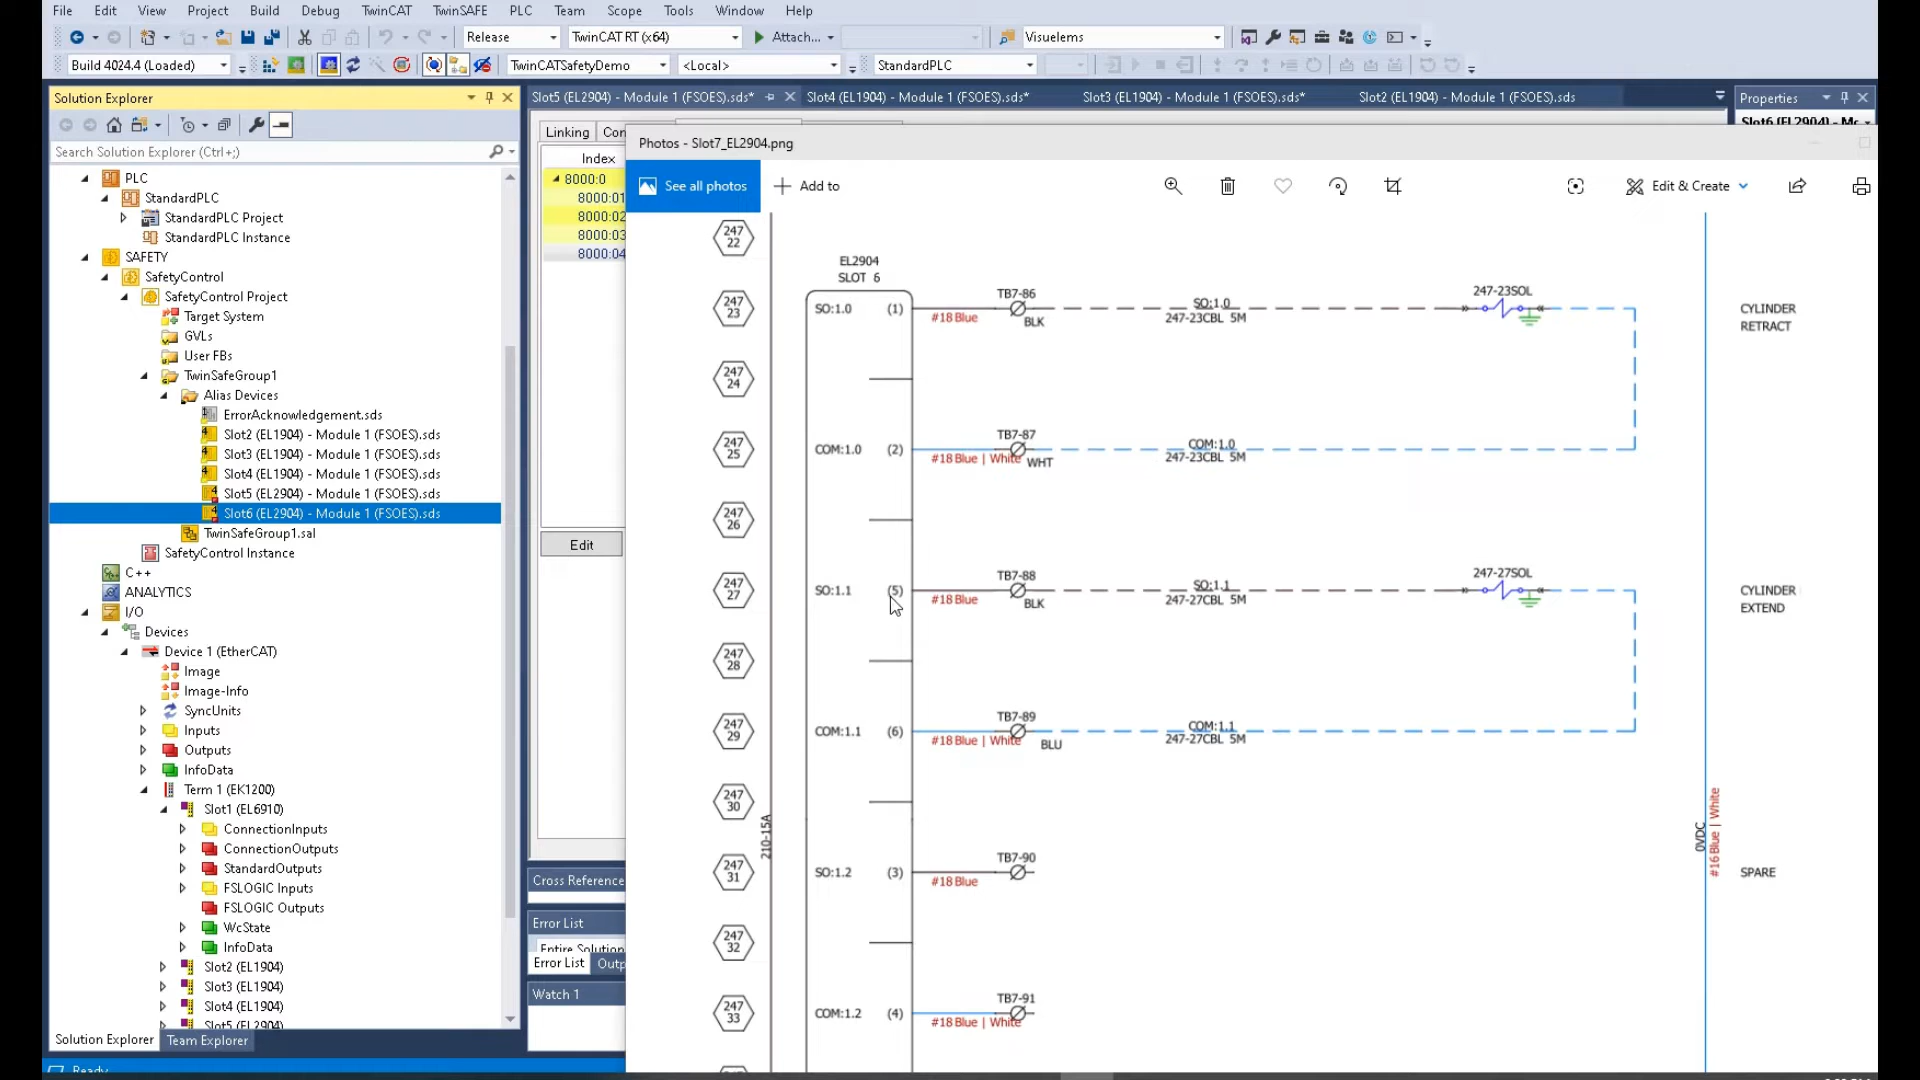 File Edit View Project Build Debug TwinCAT TwinSAFE PLC Team Scope Tools Window Help
Release TwinCAT RT (x64) Attach... Visuelems
Build 4024.4 (Loaded) TwinCATSafetyDemo <Local> StandardPLC
Solution Explorer
Search Solution Explorer (Ctrl+;)
PLC
StandardPLC
StandardPLC Project
StandardPLC Instance
SAFETY
SafetyControl
SafetyControl Project
Target System
GVLs
User FBs
TwinSafeGroup1
Alias Devices
ErrorAcknowledgement.sds
Slot2 (EL1904) - Module 1 (FSOES).sds
Slot3 (EL1904) - Module 1 (FSOES).sds
Slot4 (EL1904) - Module 1 (FSOES).sds
Slot5 (EL2904) - Module 1 (FSOES).sds
Slot6 (EL2904) - Module 1 (FSOES).sds
TwinSafeGroup1.sal
SafetyControl Instance
C++
ANALYTICS
I/O
Devices
Device 1 (EtherCAT)
Image
Image-Info
SyncUnits
Inputs
Outputs
InfoData
Term 1 (EK1200)
Slot1 (EL6910)
ConnectionInputs
ConnectionOutputs
StandardOutputs
FSLOGIC Inputs
FSLOGIC Outputs
WcState
InfoData
Slot2 (EL1904)
Slot3 (EL1904)
Slot4 (EL1904)
Slot5 (EL2904)
Solution Explorer Team Explorer
Ready
Slot5 (EL2904) - Module 1 (FSOES).sds* Slot4 (EL1904) - Module 1 (FSOES).sds* Slot3 (EL1904) - Module 1 (FSOES).sds* Slot2 (EL1904) - Module 1 (FSOES).sds
Properties
Slot6 (EL2904) - Mc
Linking Con
Index
8000:0
8000:01
8000:02
8000:03
8000:04
Edit
Cross Reference
Error List
Entire Solution
Error List Outp
Watch 1
Photos - Slot7_EL2904.png
See all photos Add to Edit & Create
247 22
EL2904
SLOT 6
247 23 SO:1.0 (1) #18 Blue TB7-86 BLK SO:1.0 247-23CBL 5M 247-23SOL CYLINDER RETRACT
247 24
247 25 COM:1.0 (2) #18 Blue | White TB7-87 WHT COM:1.0 247-23CBL 5M
247 26
247 27 SO:1.1 (5) #18 Blue TB7-88 BLK SO:1.1 247-27CBL 5M 247-27SOL CYLINDER EXTEND
247 28
247 29 COM:1.1 (6) #18 Blue | White TB7-89 BLU COM:1.1 247-27CBL 5M
247 30
210-15A
0VDC
#16 Blue | White
247 31 SO:1.2 (3) #18 Blue TB7-90 SPARE
247 32
247 33 COM:1.2 (4) #18 Blue | White TB7-91
247